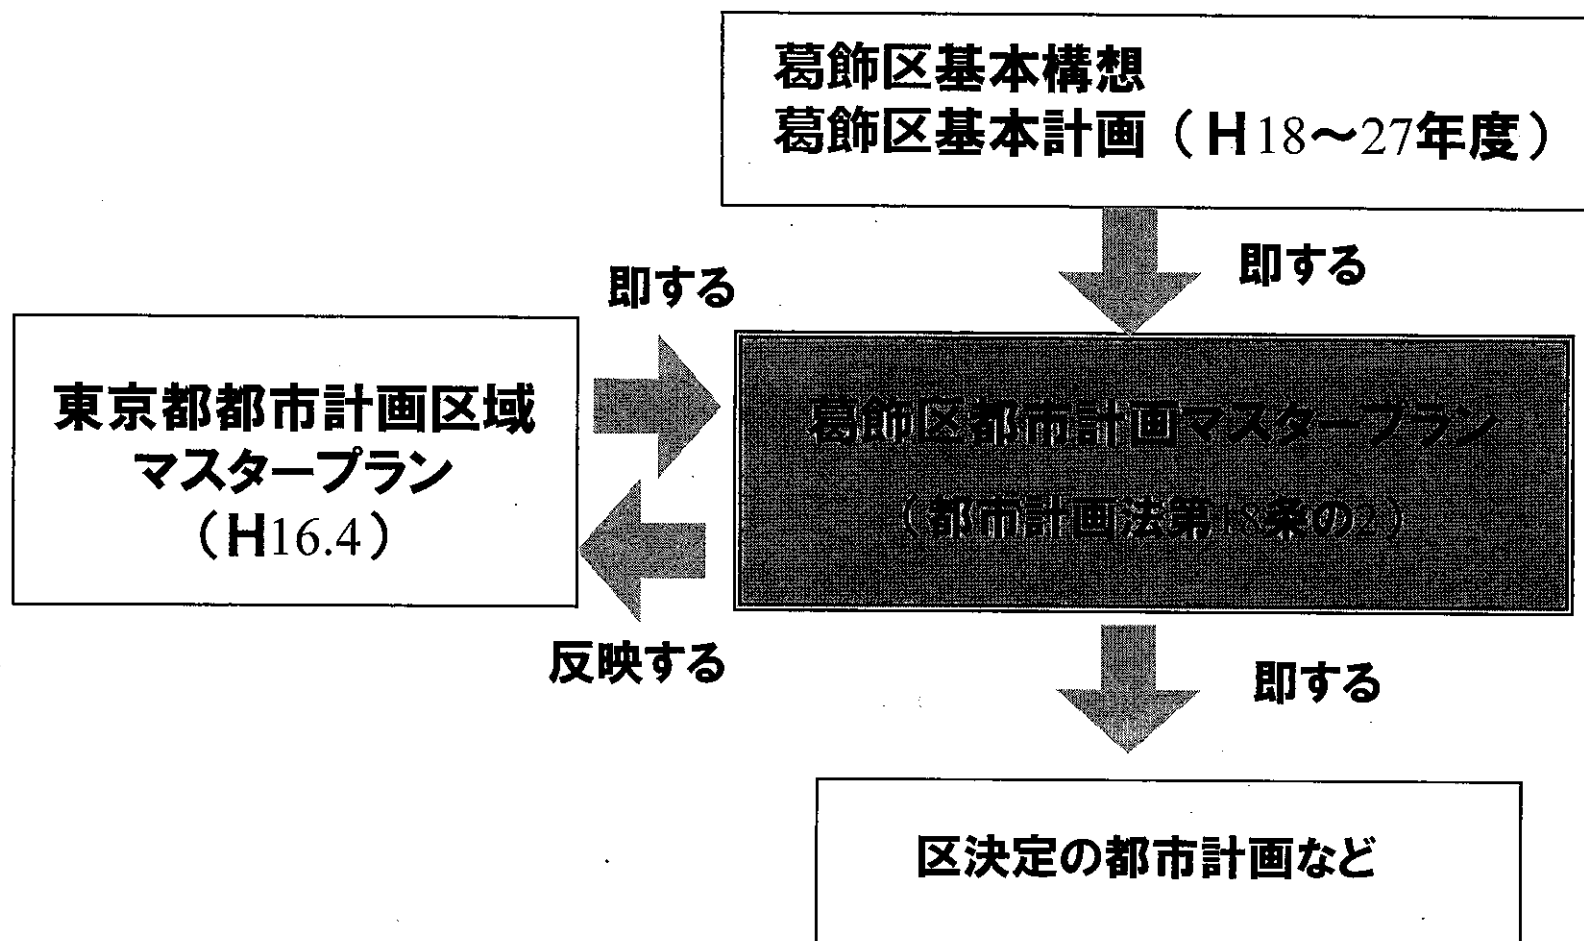 葛飾区基本構想
葛飾区基本計画（H18～27年度）
即する
即する
東京都都市計画区域
マスタープラン
（H16.4）
葛飾区都市計画マスタープラン
（都市計画法第18条の2）
反映する
即する
区決定の都市計画など